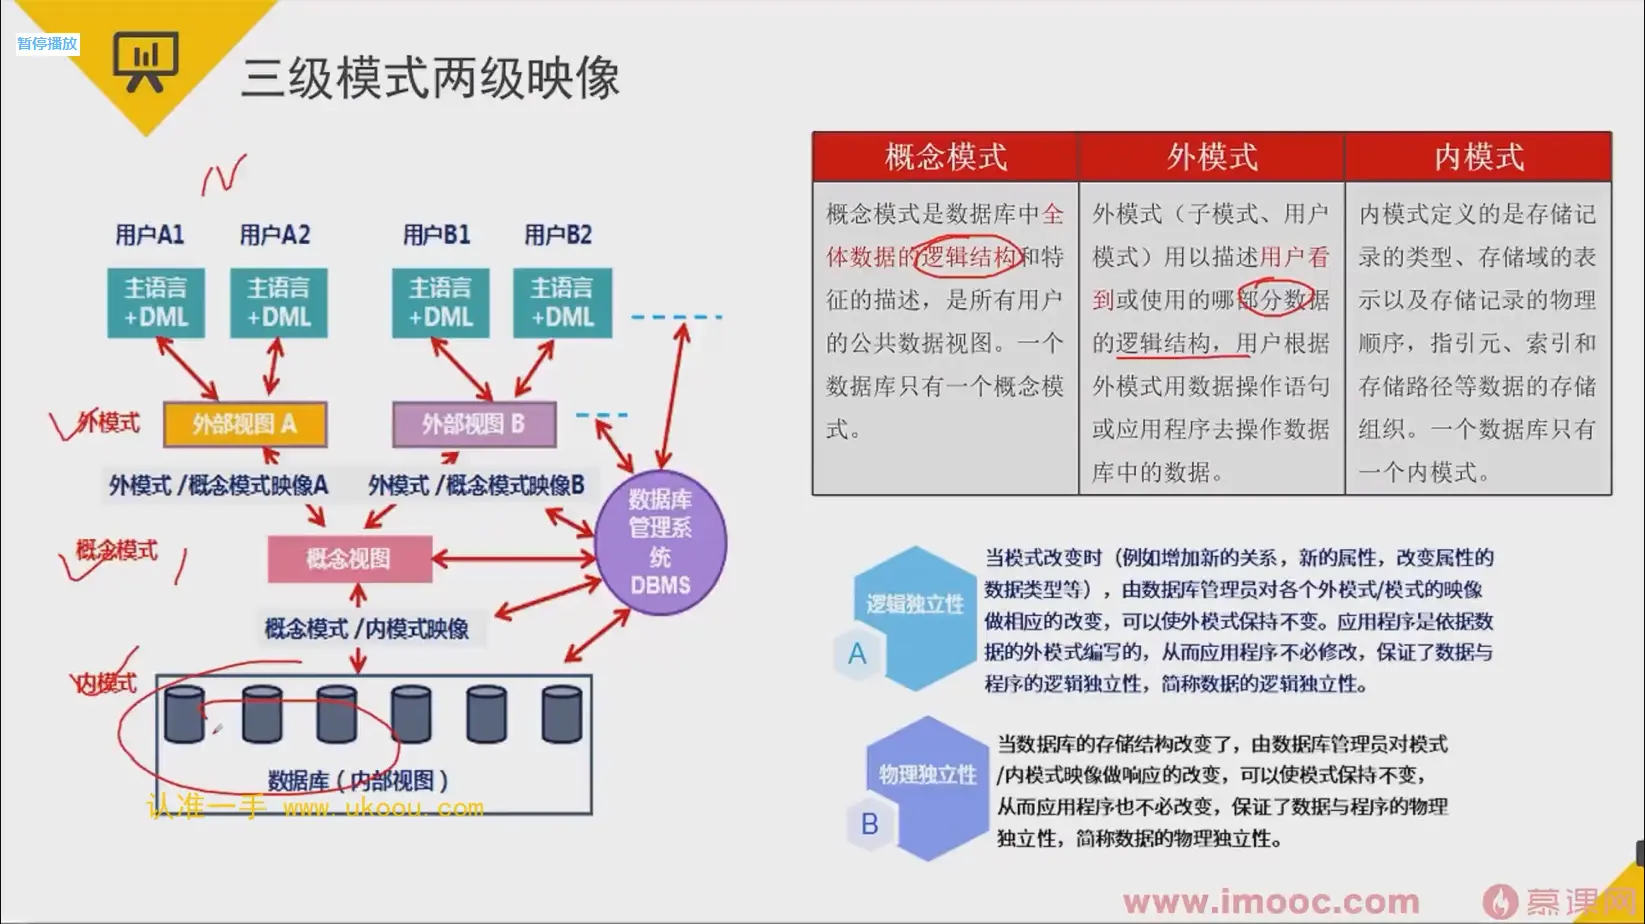 暂停播放
三级模式两级映像
用户A1
用户A2
用户B1
用户B2
主语言
+DML
主语言
+DML
主语言
+DML
主语言
+DML
外模式
外部视图 A
外部视图 B
外模式 /概念模式映像A
外模式 /概念模式映像B
数据库
管理系
统
DBMS
概念模式
概念视图
概念模式 /内模式映像
内模式
数据库（内部视图）
认准一手 www.ukoou.com
概念模式
外模式
内模式
概念模式是数据库中全
体数据的逻辑结构和特
征的描述，是所有用户
的公共数据视图。一个
数据库只有一个概念模
式。
外模式（子模式、用户
模式）用以描述用户看
到或使用的哪部分数据
的逻辑结构，用户根据
外模式用数据操作语句
或应用程序去操作数据
库中的数据。
内模式定义的是存储记
录的类型、存储域的表
示以及存储记录的物理
顺序，指引元、索引和
存储路径等数据的存储
组织。一个数据库只有
一个内模式。
逻辑独立性
A
当模式改变时（例如增加新的关系，新的属性，改变属性的
数据类型等），由数据库管理员对各个外模式/模式的映像
做相应的改变，可以使外模式保持不变。应用程序是依据数
据的外模式编写的，从而应用程序不必修改，保证了数据与
程序的逻辑独立性，简称数据的逻辑独立性。
物理独立性
B
当数据库的存储结构改变了，由数据库管理员对模式
/内模式映像做响应的改变，可以使模式保持不变，
从而应用程序也不必改变，保证了数据与程序的物理
独立性，简称数据的物理独立性。
www.imooc.com
慕课网